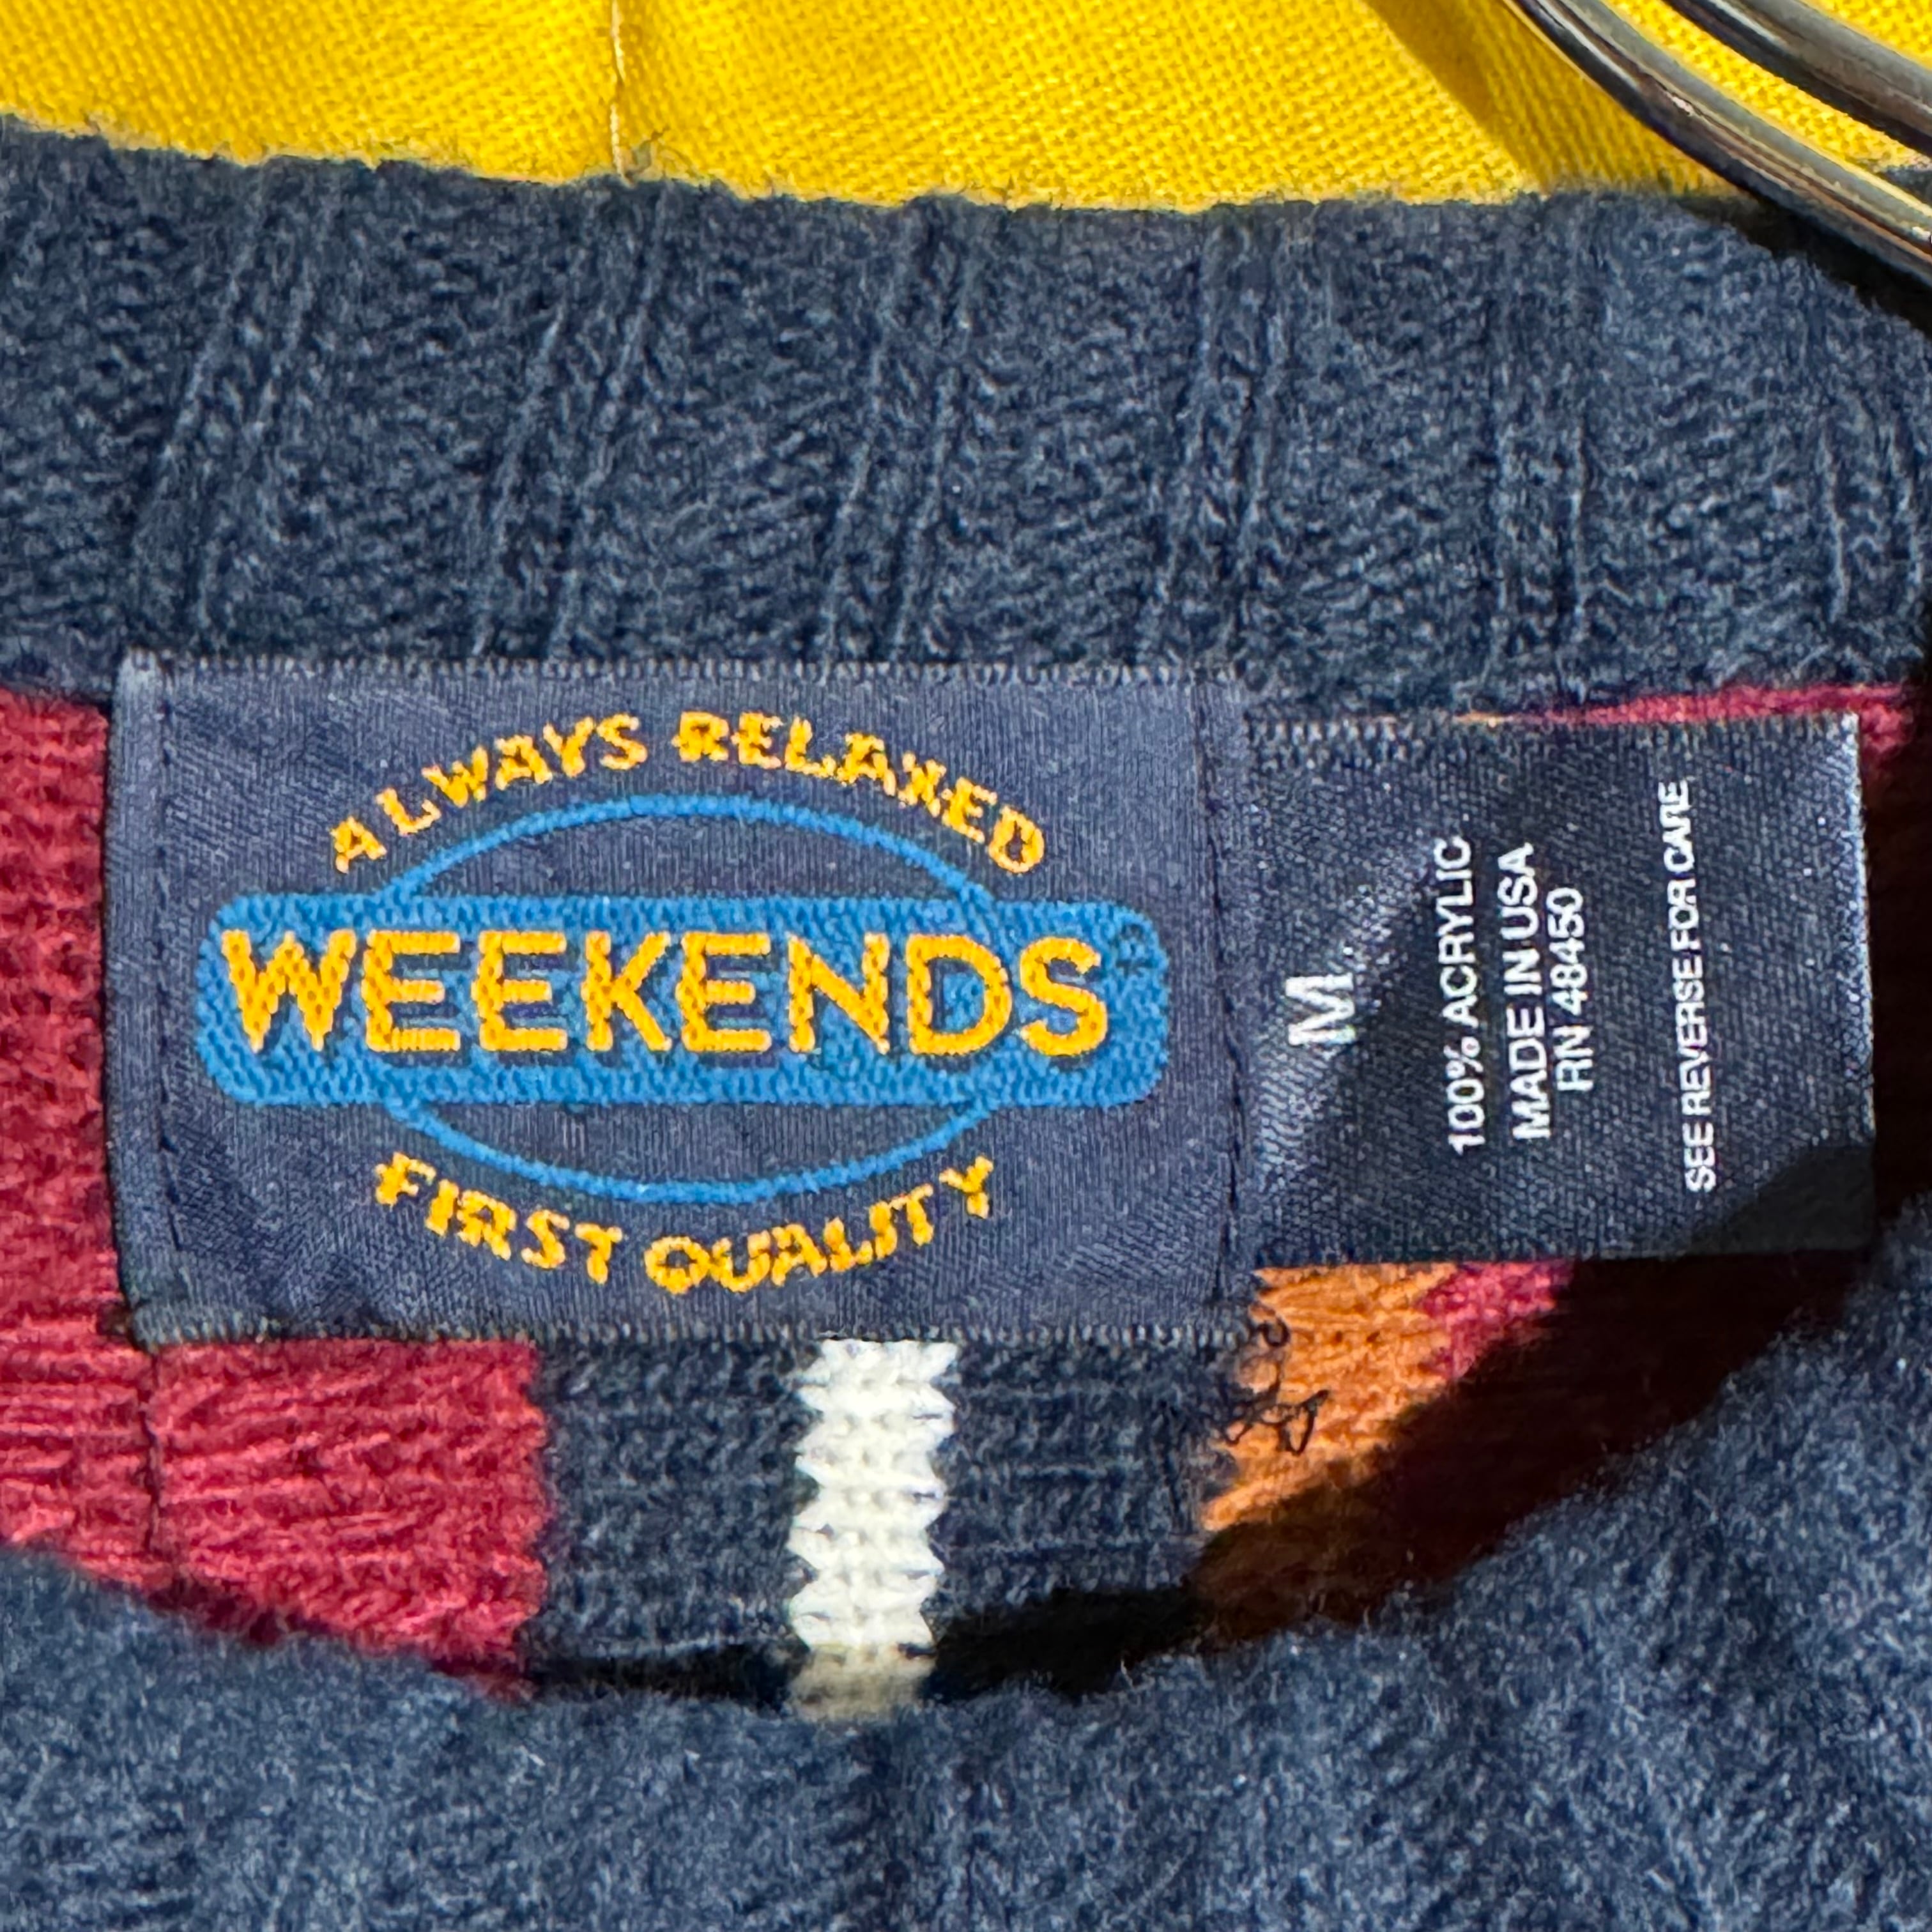 ALWAYS RELAXED
WEEKENDS®
FIRST QUALITY
M
100% ACRYLIC
MADE IN USA
RN 48450
SEE REVERSE FOR CARE